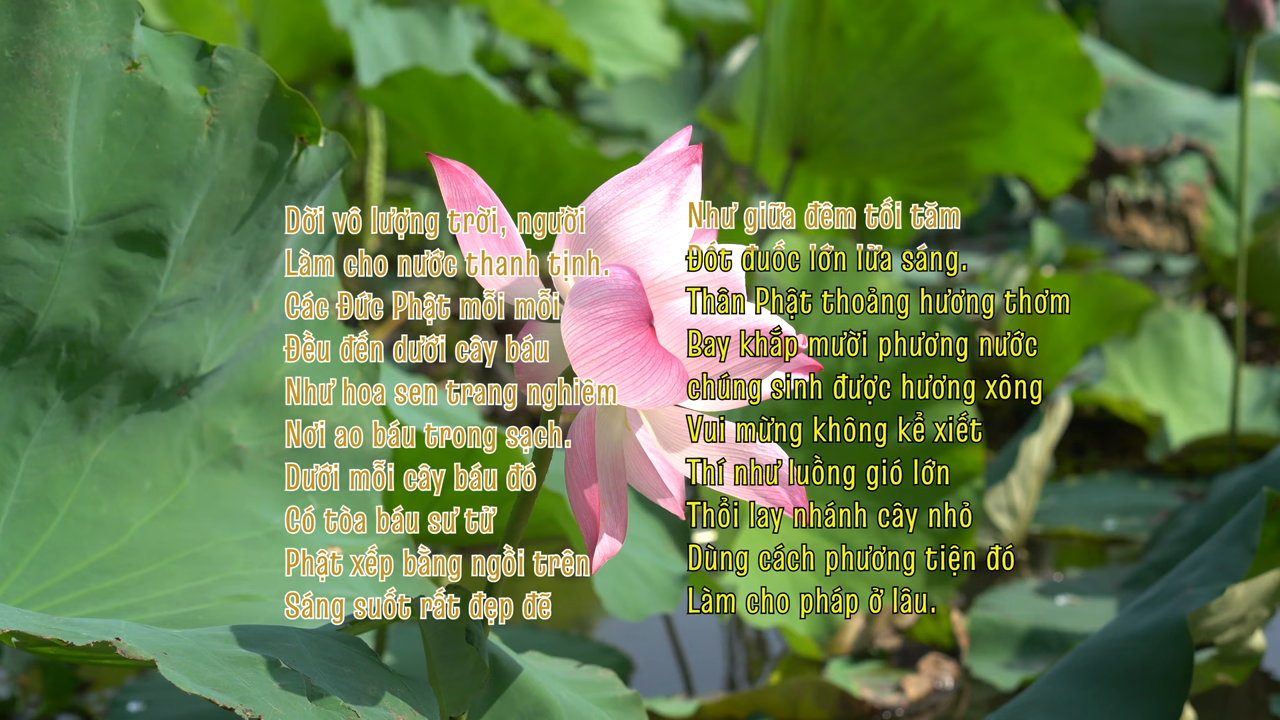 Dời vô lượng trời, người
Làm cho nước thanh tịnh.
Các Đức Phật mỗi mỗi
Đều đến dưới cây báu
Như hoa sen trang nghiêm
Nơi ao báu trong sạch.
Dưới mỗi cây báu đó
Có tòa báu sư tử
Phật xếp bằng ngồi trên
Sáng suốt rất đẹp đẽ
Như giữa đêm tối tăm
Đốt đuốc lớn lửa sáng.
Thân Phật thoảng hương thơm
Bay khắp mười phương nước
chúng sinh được hương xông
Vui mừng không kể xiết
Thí như luồng gió lớn
Thổi lay nhánh cây nhỏ
Dùng cách phương tiện đó
Làm cho pháp ở lâu.